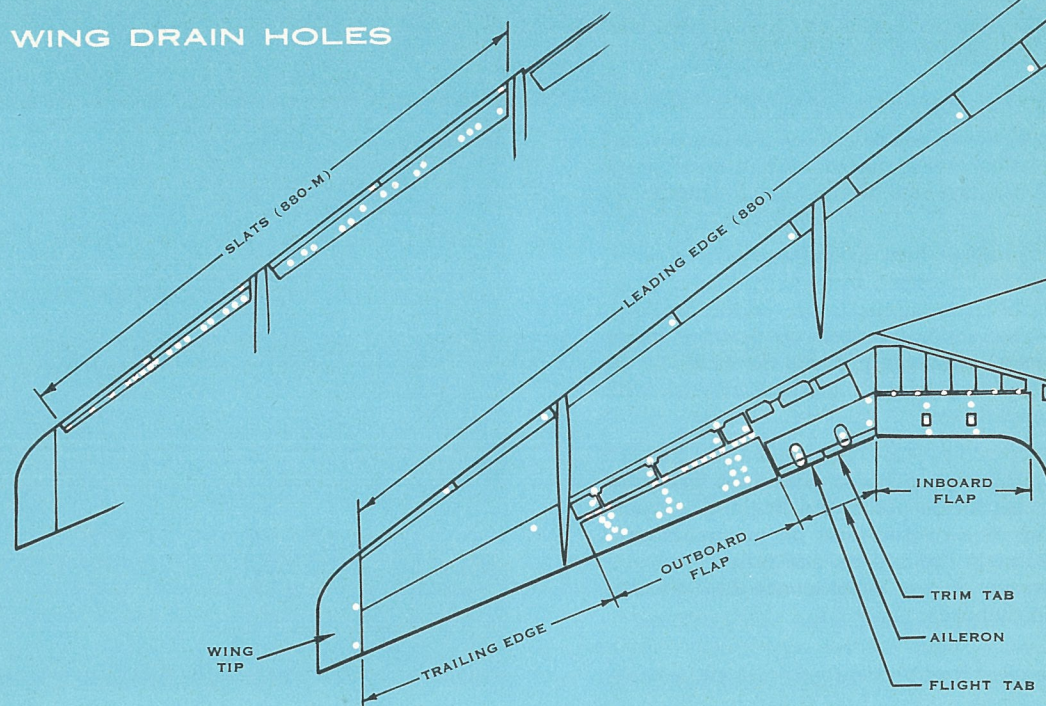 WING DRAIN HOLES
SLATS (880-M)
LEADING EDGE (880)
INBOARD
FLAP
OUTBOARD
FLAP
TRIM TAB
AILERON
FLIGHT TAB
TRAILING EDGE
WING
TIP